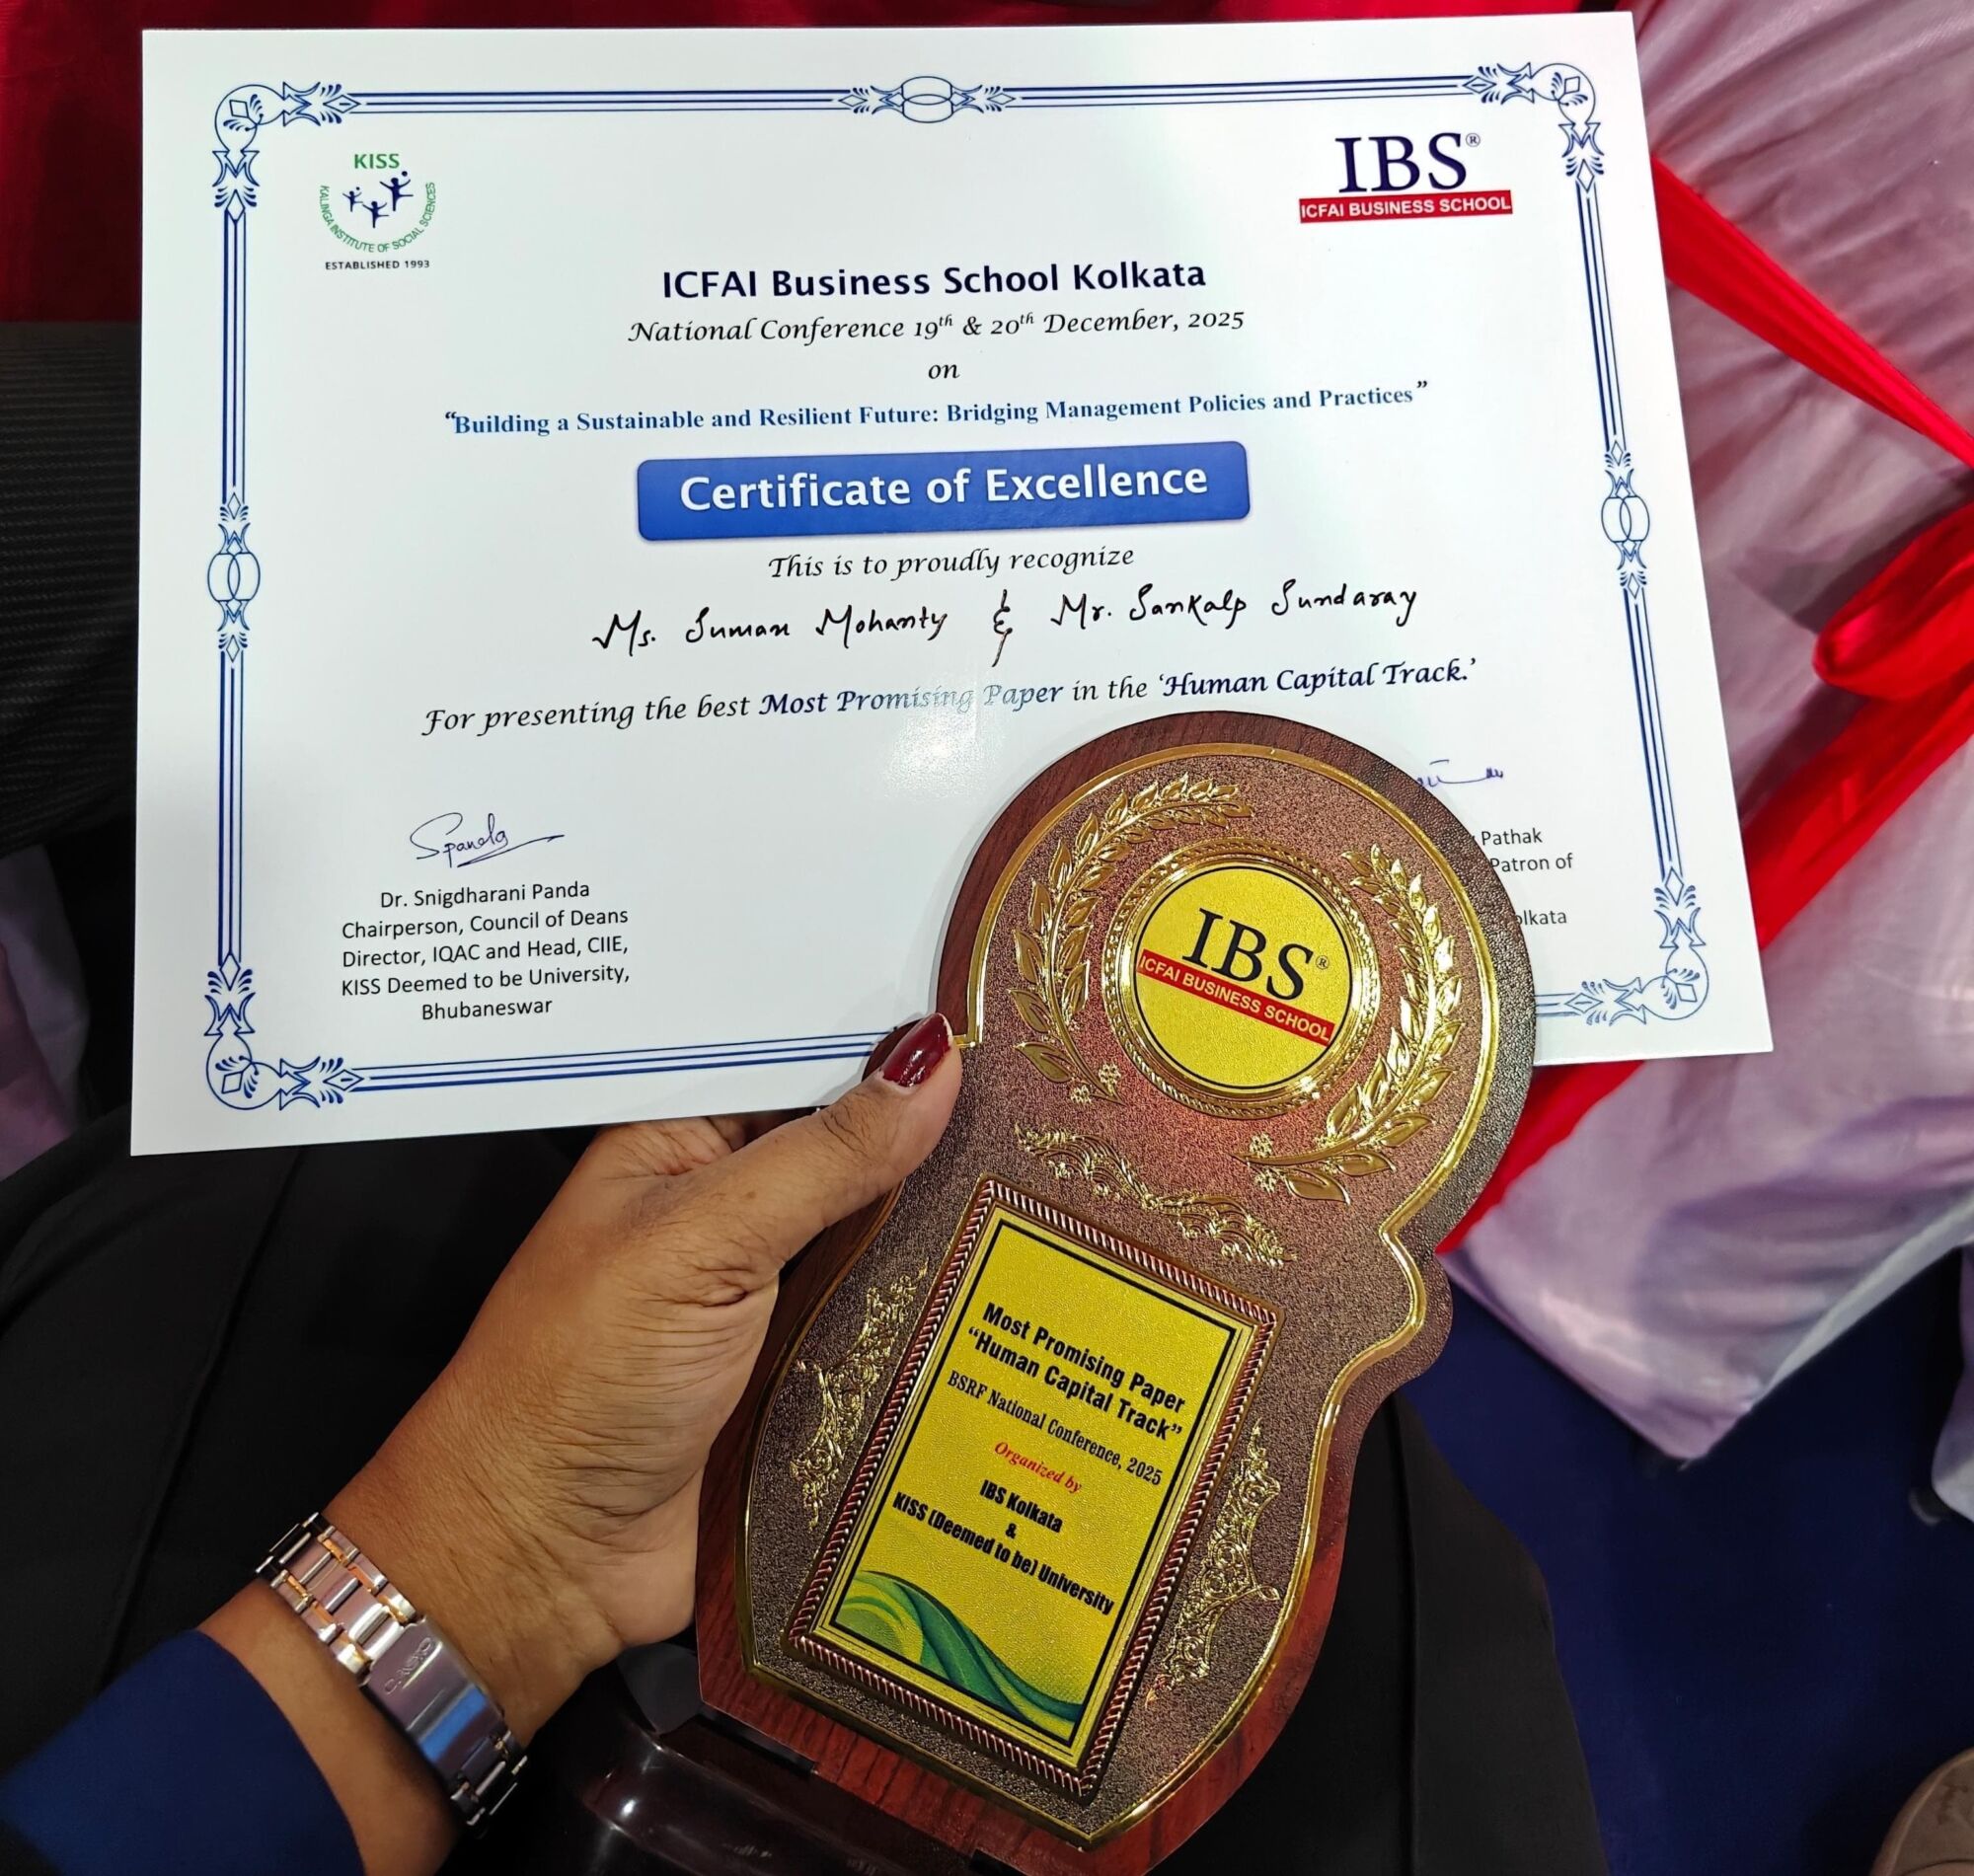 KISS
KALINGA INSTITUTE OF SOCIAL SCIENCES
ESTABLISHED 1993
IBS®
ICFAI BUSINESS SCHOOL
ICFAI Business School Kolkata
National Conference 19th & 20th December, 2025
on
“Building a Sustainable and Resilient Future: Bridging Management Policies and Practices”
Certificate of Excellence
This is to proudly recognize
Ms. Suman Mohanty & Mr. Sankalp Sundaray
For presenting the best Most Promising Paper in the ‘Human Capital Track.’
Spanda
Dr. Snigdharani Panda
Chairperson, Council of Deans
Director, IQAC and Head, CIIE,
KISS Deemed to be University,
Bhubaneswar
Pathak
Patron of
olkata
IBS®
ICFAI BUSINESS SCHOOL
Most Promising Paper
“Human Capital Track”
BSRF National Conference, 2025
Organized by
IBS Kolkata
&
KISS (Deemed to be) University